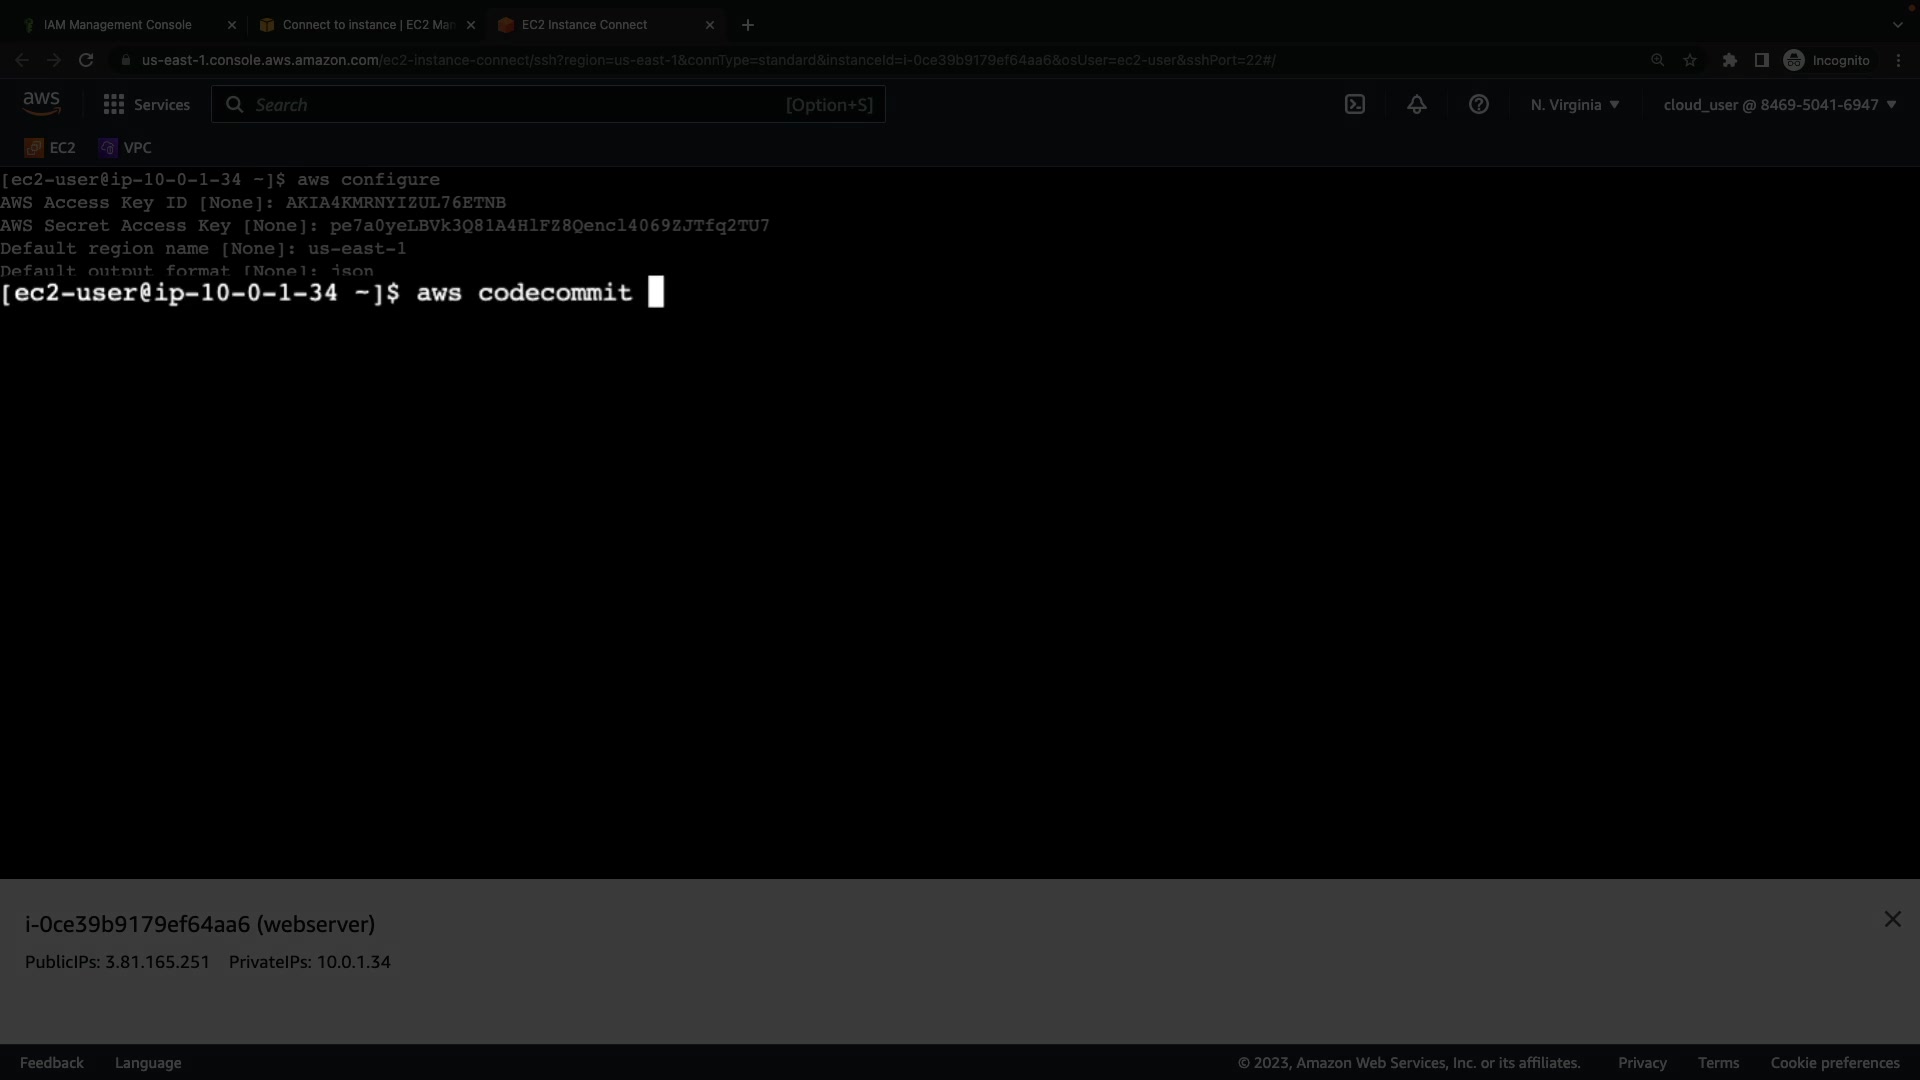 IAM Management Console
Connect to instance | EC2 Man
EC2 Instance Connect
us-east-1.console.aws.amazon.com/ec2-instance-connect/ssh?region=us-east-1&connType=standard&instanceId=i-0ce39b9179ef64aa6&osUser=ec2-user&sshPort=22#/
Incognito
aws
Services
Search
[Option+S]
N. Virginia
cloud_user @ 8469-5041-6947
EC2
VPC
[ec2-user@ip-10-0-1-34 ~]$ aws configure
AWS Access Key ID [None]: AKIA4KMRNYIZUL76ETNB
AWS Secret Access Key [None]: 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
Default region name [None]: us-east-1
Default output format [None]: json
[ec2-user@ip-10-0-1-34 ~]$ aws codecommit
i-0ce39b9179ef64aa6 (webserver)
PublicIPs: 3.81.165.251 PrivateIPs: 10.0.1.34
Feedback
Language
© 2023, Amazon Web Services, Inc. or its affiliates.
Privacy
Terms
Cookie preferences